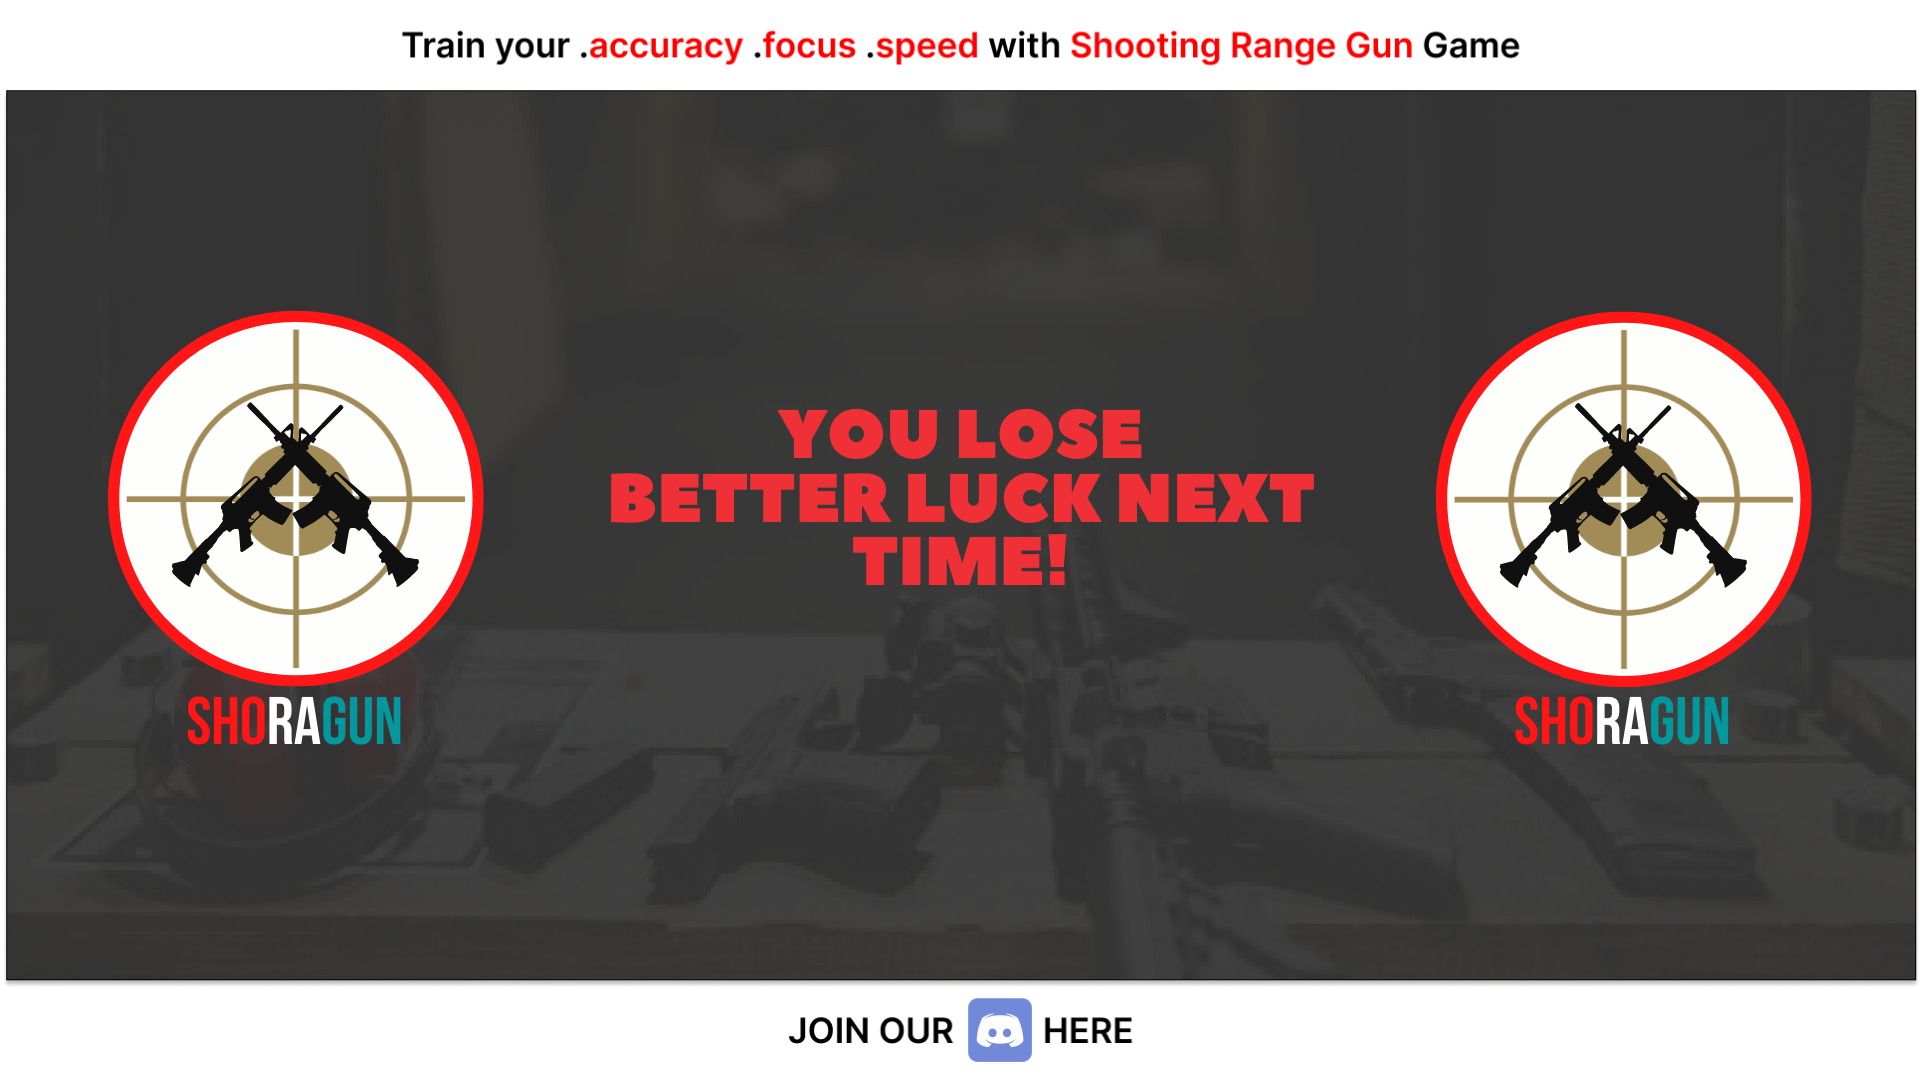 Train your .accuracy .focus .speed with Shooting Range Gun Game
YOU LOSE
BETTER LUCK NEXT
TIME!
SHORAGUN
SHORAGUN
JOIN OUR HERE